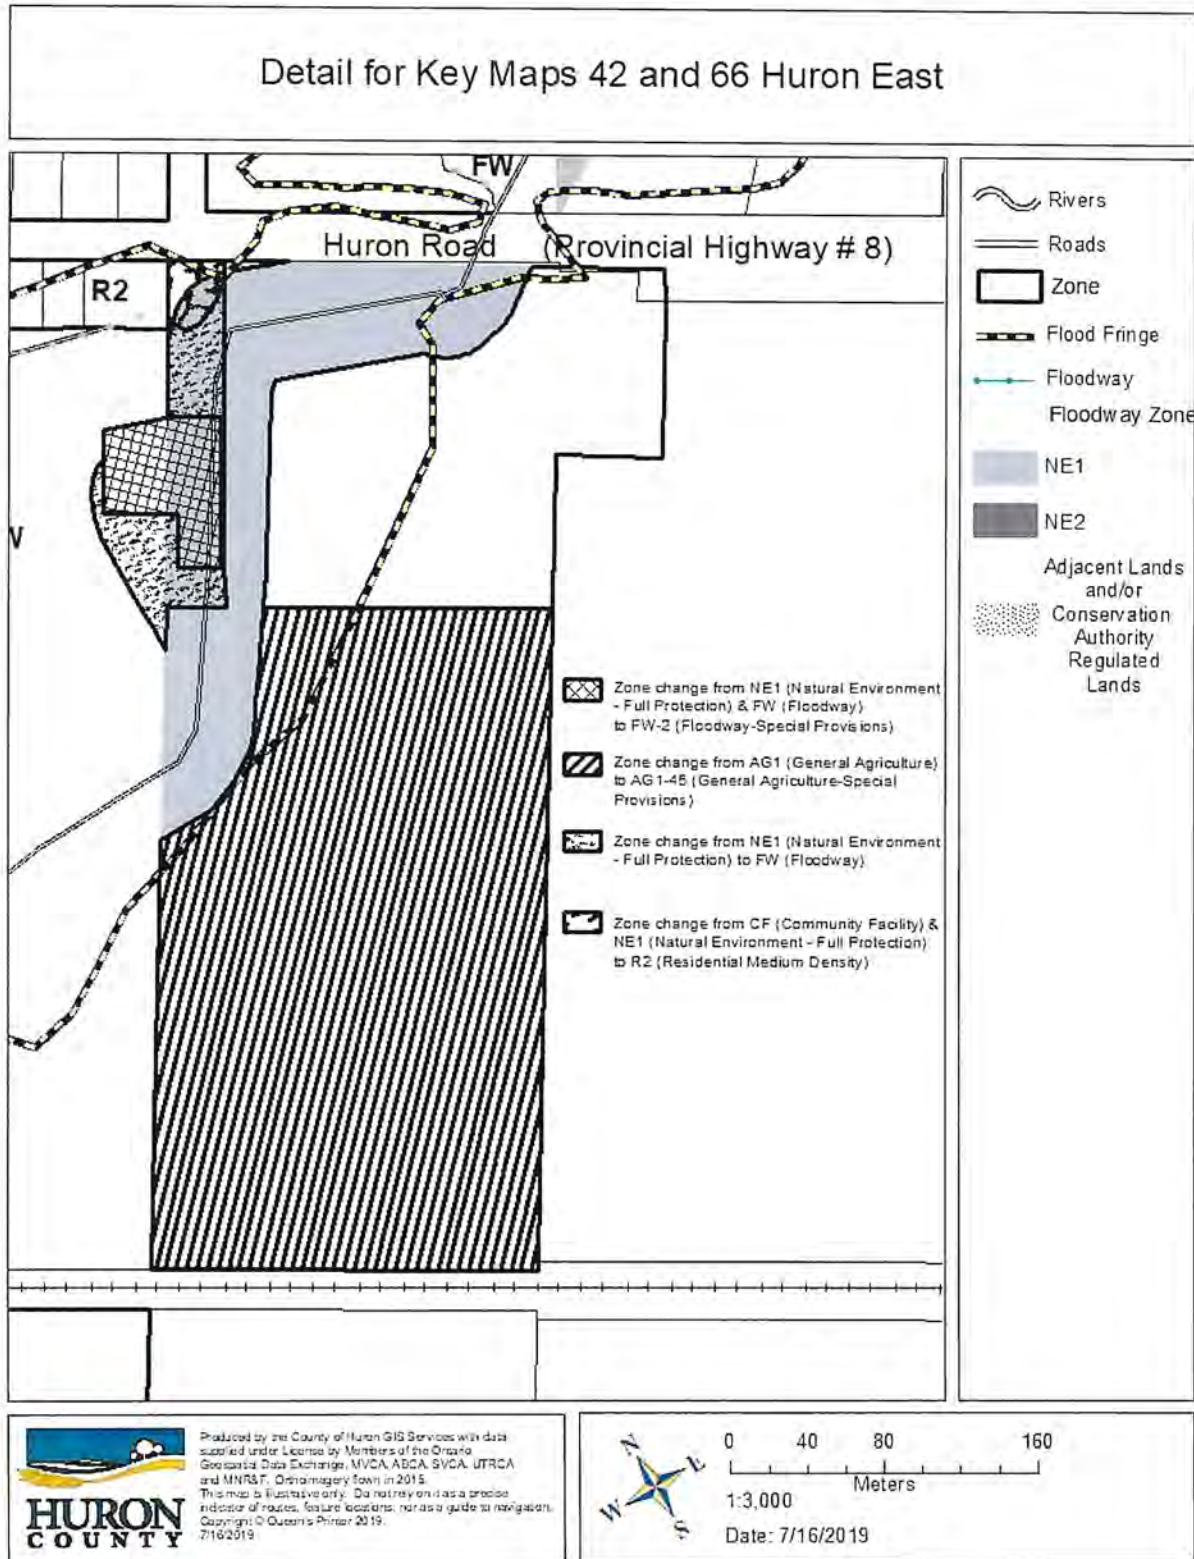 Detail for Key Maps 42 and 66 Huron East
FW
Huron Road (Provincial Highway # 8)
R2
Zone change from NE1 (Natural Environment
- Full Protection) & FW (Floodway)
to FW-2 (Floodway-Special Provisions)
Zone change from AG1 (General Agriculture)
to AG1-45 (General Agriculture-Special
Provisions)
Zone change from NE1 (Natural Environment
- Full Protection) to FW (Floodway)
Zone change from CF (Community Facility) &
NE1 (Natural Environment - Full Protection)
to R2 (Residential Medium Density)
Rivers
Roads
Zone
Flood Fringe
Floodway
Floodway Zone
NE1
NE2
Adjacent Lands
and/or
Conservation
Authority
Regulated
Lands
HURON
COUNTY
Produced by the County of Huron GIS Services with data
supplied under License by Members of the Ontario
Geospatial Data Exchange, MVCA, ABCA, SVCA, UTRCA
and MNR&F. Orthoimagery flown in 2015.
This map is illustrative only. Do not rely on it as a precise
indicator of routes, feature locations, nor as a guide to navigation.
Copyright © Queen's Printer 2019.
7/16/2019
N
E
W
S
0 40 80 160
Meters
1:3,000
Date: 7/16/2019